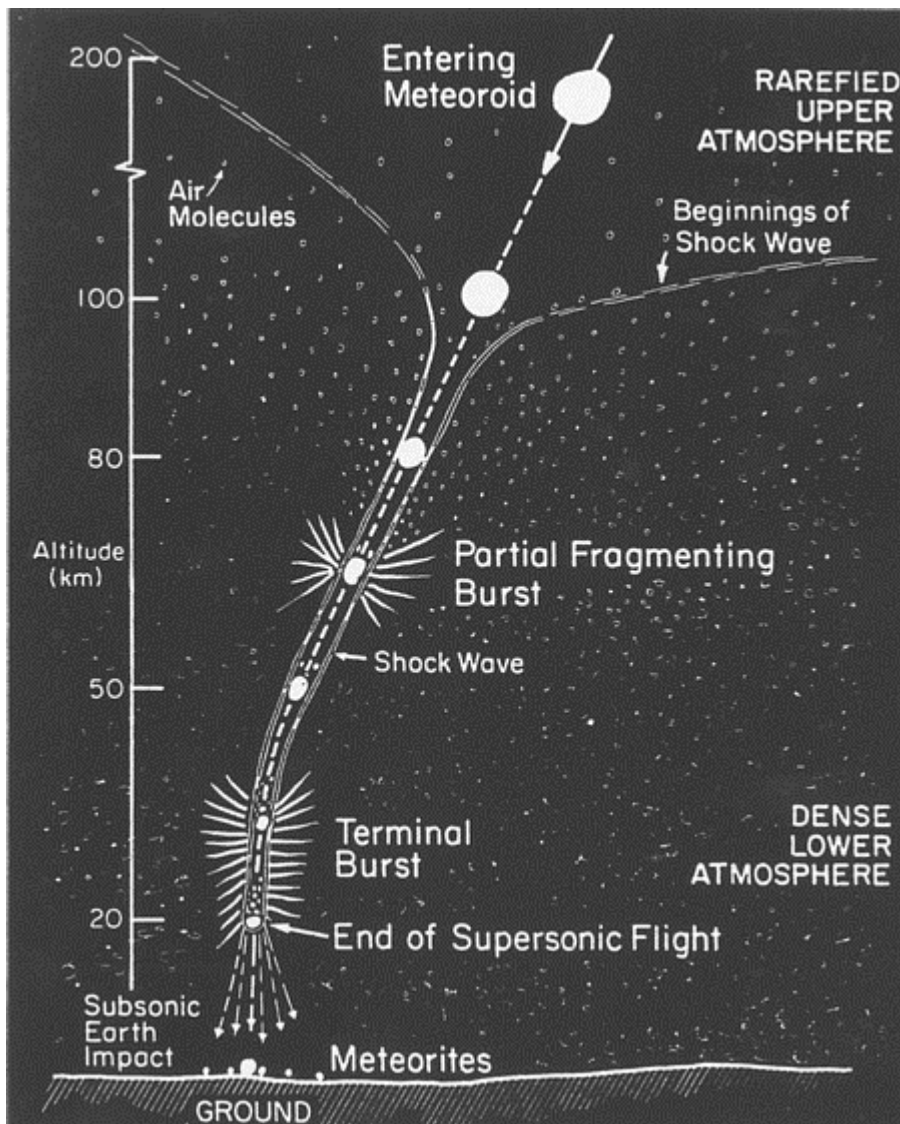 200
Entering
Meteoroid
RAREFIED
UPPER
ATMOSPHERE
Air
Molecules
Beginnings of
Shock Wave
100
80
Altitude
(km)
Partial Fragmenting
Burst
Shock Wave
50
Terminal
Burst
DENSE
LOWER
ATMOSPHERE
20
End of Supersonic Flight
Subsonic
Earth
Impact
Meteorites
GROUND